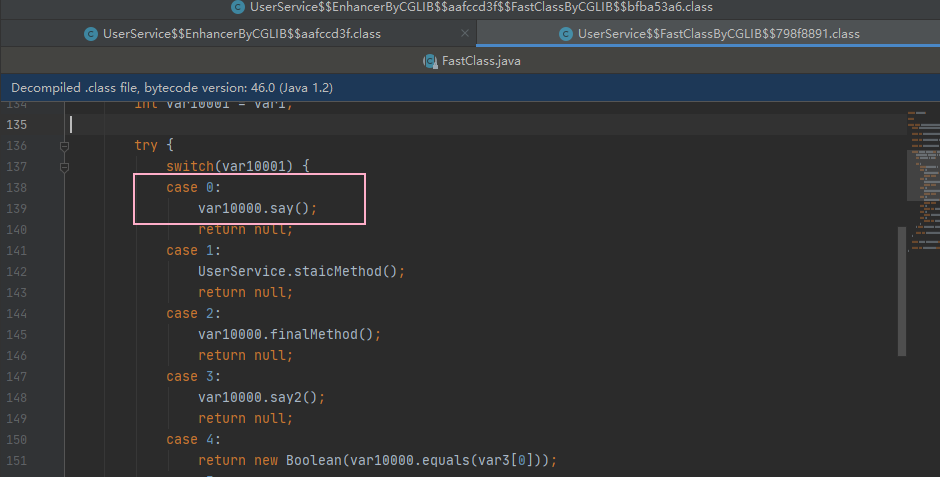 UserService$$EnhancerByCGLIB$$aafccd3f$$FastClassByCGLIB$$bfba53a6.class
UserService$$EnhancerByCGLIB$$aafccd3f.class
UserService$$FastClassByCGLIB$$798f8891.class
FastClass.java
Decompiled .class file, bytecode version: 46.0 (Java 1.2)
134 int var10001 = var1;
135
136 try {
137 switch(var10001) {
138 case 0:
139 var10000.say();
140 return null;
141 case 1:
142 UserService.staicMethod();
143 return null;
144 case 2:
145 var10000.finalMethod();
146 return null;
147 case 3:
148 var10000.say2();
149 return null;
150 case 4:
151 return new Boolean(var10000.equals(var3[0]));